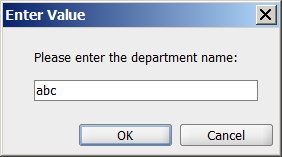 Enter Value
Please enter the department name:
abc
OK Cancel